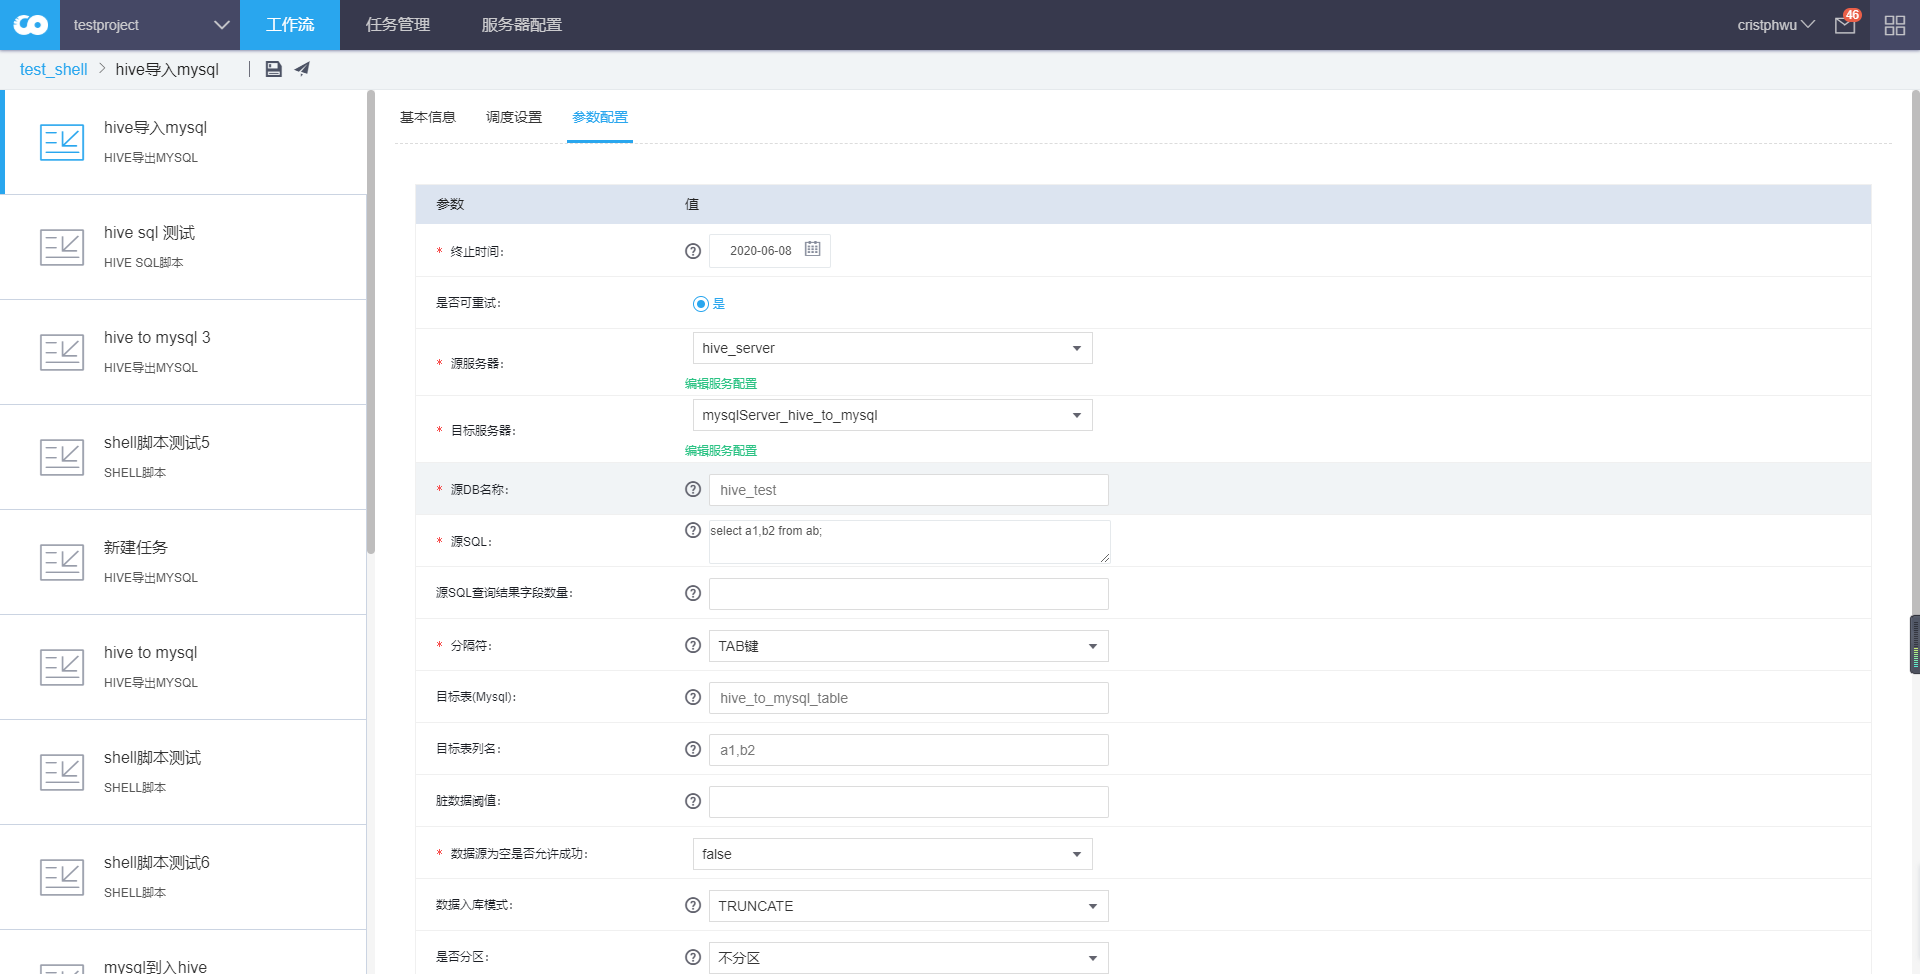 testproject
工作流
任务管理
服务器配置
cristphwu
46
test_shell > hive导入mysql
hive导入mysql
HIVE导出MYSQL
hive sql 测试
HIVE SQL脚本
hive to mysql 3
HIVE导出MYSQL
shell脚本测试5
SHELL脚本
新建任务
HIVE导出MYSQL
hive to mysql
HIVE导出MYSQL
shell脚本测试
SHELL脚本
shell脚本测试6
SHELL脚本
mysql到入hive
基本信息
调度设置
参数配置
参数 值
* 终止时间: 2020-06-08
是否可重试: 是
* 源服务器: hive_server
编辑服务配置
* 目标服务器: mysqlServer_hive_to_mysql
编辑服务配置
* 源DB名称: hive_test
* 源SQL: select a1,b2 from ab;
源SQL查询结果字段数量:
* 分隔符: TAB键
目标表(Mysql): hive_to_mysql_table
目标表列名: a1,b2
脏数据阈值:
* 数据源为空是否允许成功: false
数据入库模式: TRUNCATE
是否分区: 不分区